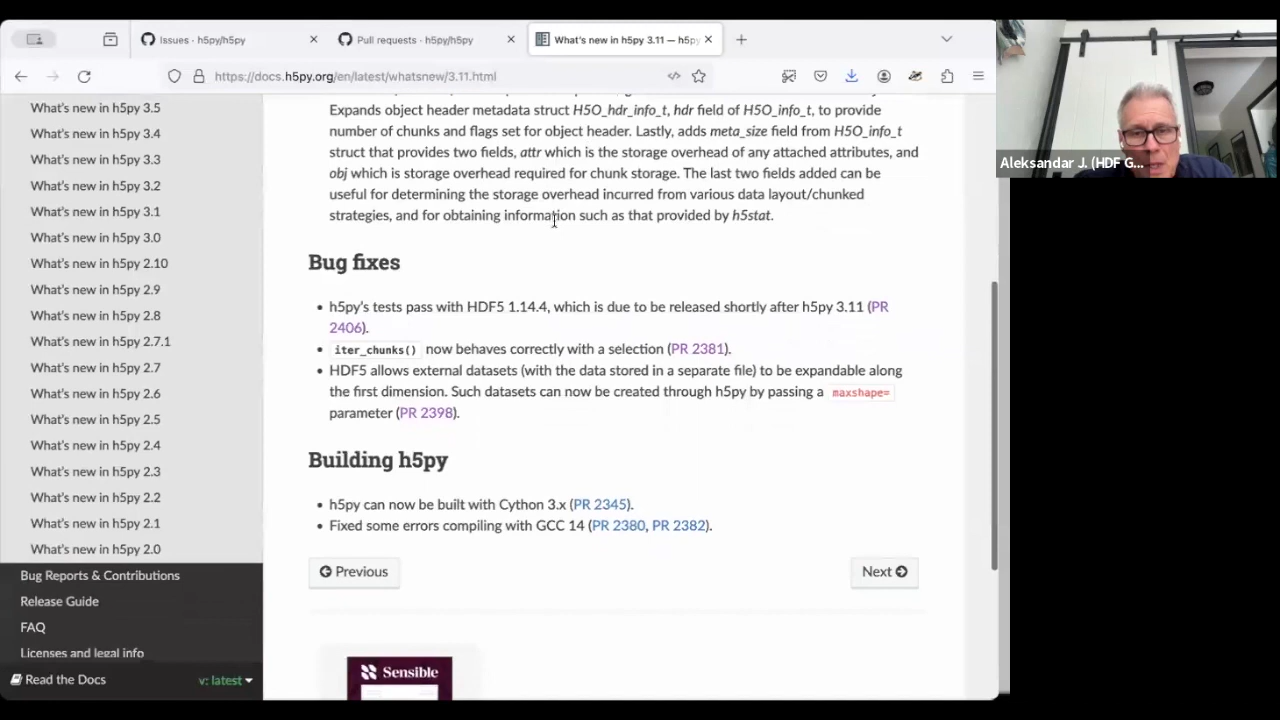 Issues · h5py/h5py
Pull requests · h5py/h5py
What's new in h5py 3.11 — h5py
https://docs.h5py.org/en/latest/whatsnew/3.11.html
What's new in h5py 3.5
What's new in h5py 3.4
What's new in h5py 3.3
What's new in h5py 3.2
What's new in h5py 3.1
What's new in h5py 3.0
What's new in h5py 2.10
What's new in h5py 2.9
What's new in h5py 2.8
What's new in h5py 2.7.1
What's new in h5py 2.7
What's new in h5py 2.6
What's new in h5py 2.5
What's new in h5py 2.4
What's new in h5py 2.3
What's new in h5py 2.2
What's new in h5py 2.1
What's new in h5py 2.0
Bug Reports & Contributions
Release Guide
FAQ
Licenses and legal info
Read the Docs
v: latest
Expands object header metadata struct H5O_hdr_info_t, hdr field of H5O_info_t, to provide
number of chunks and flags set for object header. Lastly, adds meta_size field from H5O_info_t
struct that provides two fields, attr which is the storage overhead of any attached attributes, and
obj which is storage overhead required for chunk storage. The last two fields added can be
useful for determining the storage overhead incurred from various data layout/chunked
strategies, and for obtaining information such as that provided by h5stat.
Bug fixes
• h5py's tests pass with HDF5 1.14.4, which is due to be released shortly after h5py 3.11 (PR
2406).
• iter_chunks() now behaves correctly with a selection (PR 2381).
• HDF5 allows external datasets (with the data stored in a separate file) to be expandable along
the first dimension. Such datasets can now be created through h5py by passing a maxshape=
parameter (PR 2398).
Building h5py
• h5py can now be built with Cython 3.x (PR 2345).
• Fixed some errors compiling with GCC 14 (PR 2380, PR 2382).
Previous
Next
Sensible
Aleksandar J. (HDF G...